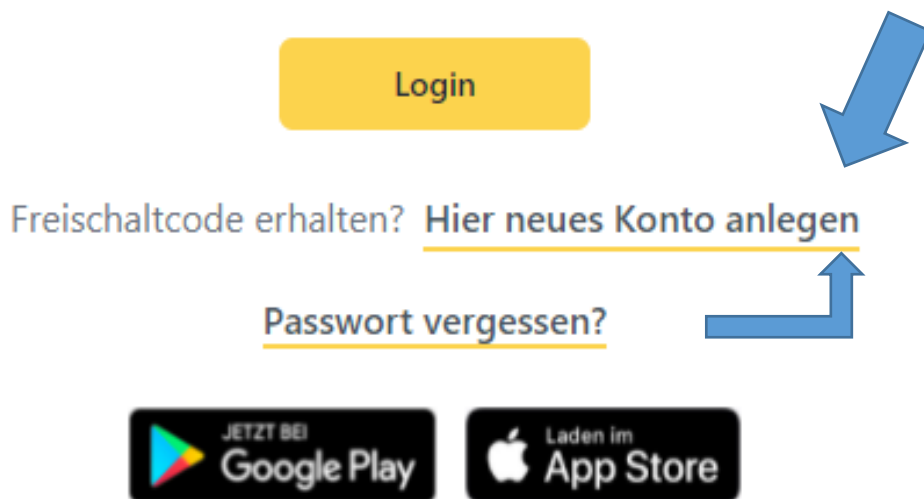 Login
Freischaltcode erhalten? Hier neues Konto anlegen
Passwort vergessen?
JETZT BEI
Google Play
Laden im
App Store